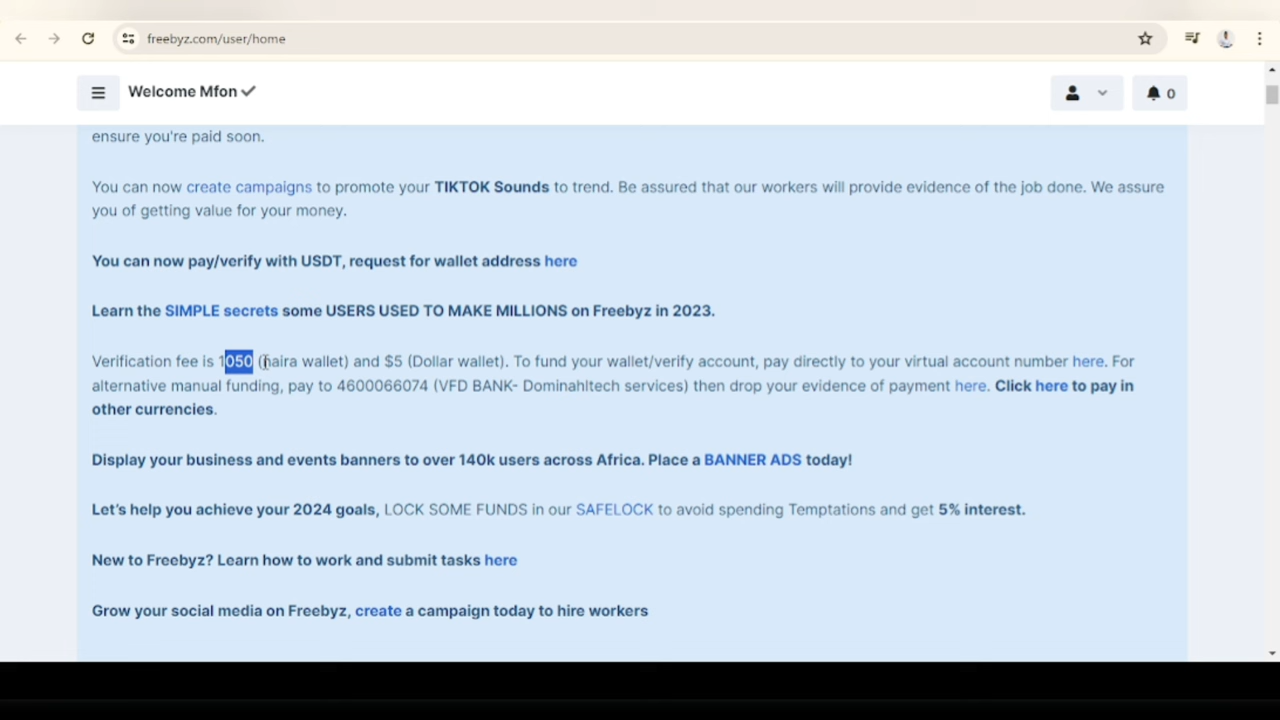 freebyz.com/user/home
Welcome Mfon
0
ensure you're paid soon.
You can now create campaigns to promote your TIKTOK Sounds to trend. Be assured that our workers will provide evidence of the job done. We assure
you of getting value for your money.
You can now pay/verify with USDT, request for wallet address here
Learn the SIMPLE secrets some USERS USED TO MAKE MILLIONS on Freebyz in 2023.
Verification fee is 1050 (naira wallet) and $5 (Dollar wallet). To fund your wallet/verify account, pay directly to your virtual account number here. For
alternative manual funding, pay to 4600066074 (VFD BANK- Dominahltech services) then drop your evidence of payment here. Click here to pay in
other currencies.
Display your business and events banners to over 140k users across Africa. Place a BANNER ADS today!
Let's help you achieve your 2024 goals, LOCK SOME FUNDS in our SAFELOCK to avoid spending Temptations and get 5% interest.
New to Freebyz? Learn how to work and submit tasks here
Grow your social media on Freebyz, create a campaign today to hire workers